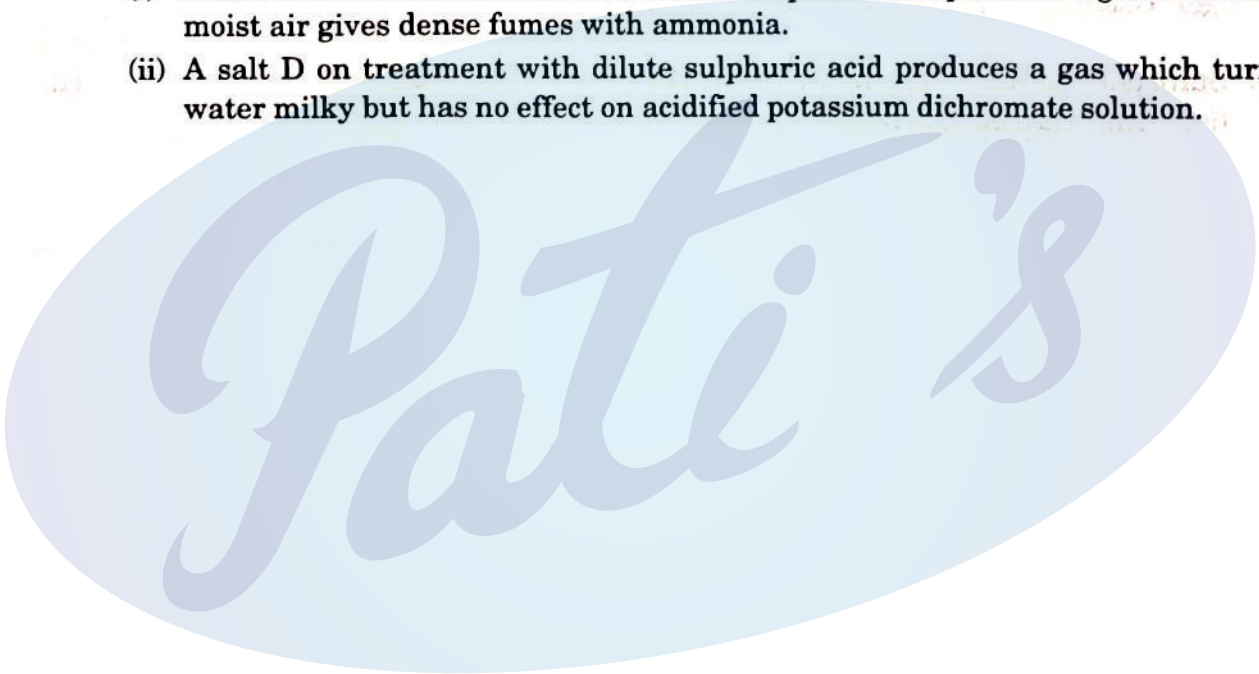 moist air gives dense fumes with ammonia.
(ii) A salt D on treatment with dilute sulphuric acid produces a gas which
water milky but has no effect on acidified potassium dichromate solution.
Pati's